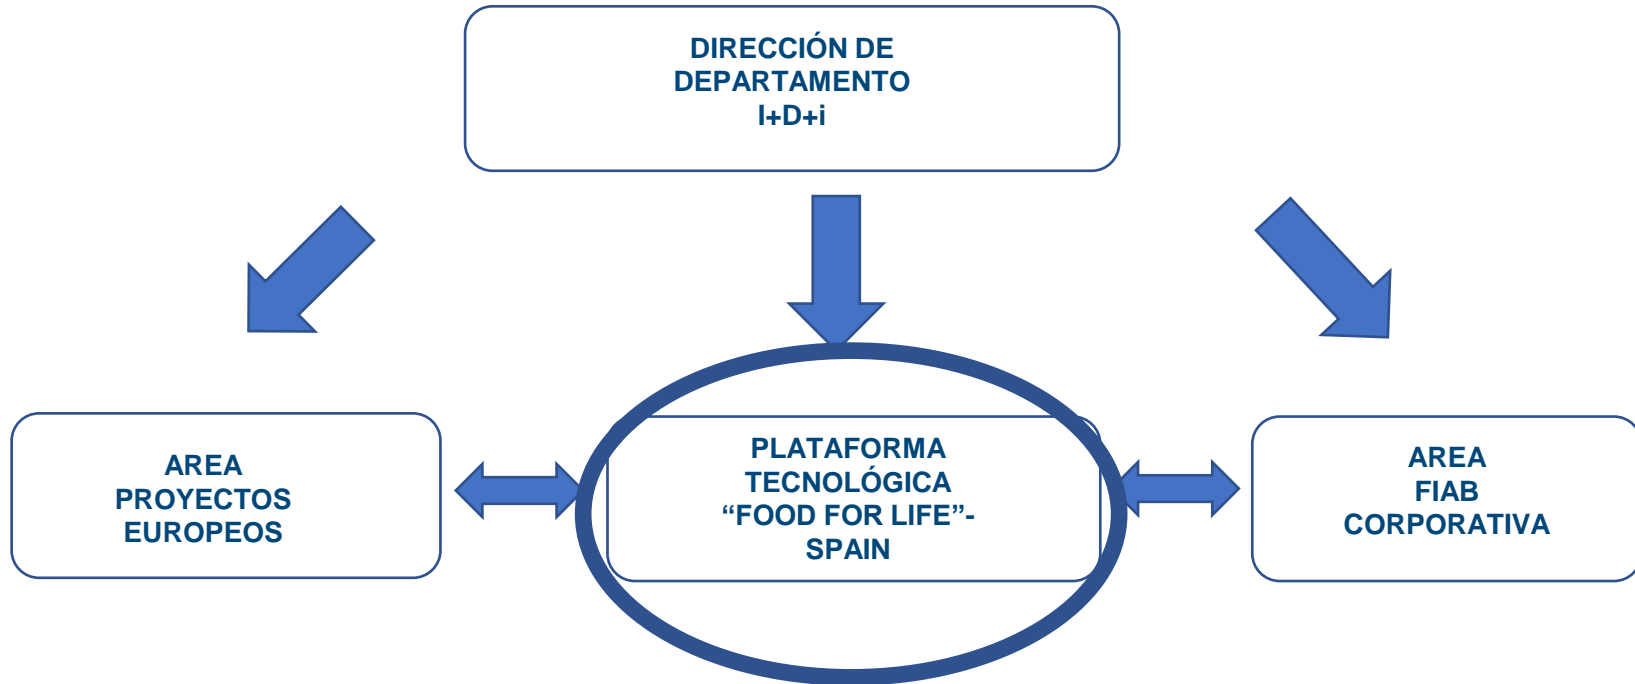 DIRECCIÓN DE
DEPARTAMENTO
I+D+i
AREA
PROYECTOS
EUROPEOS
PLATAFORMA
TECNOLÓGICA
“FOOD FOR LIFE”-
SPAIN
AREA
FIAB
CORPORATIVA